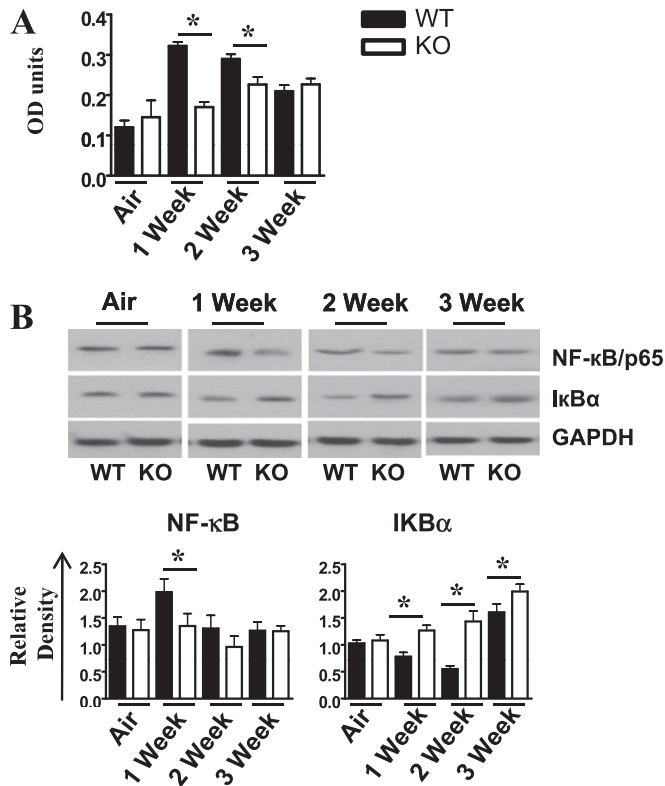 A
OD units
0.4
0.3
0.2
0.1
0.0
* *
WT
KO
Air 1 Week 2 Week 3 Week
B
Air 1 Week 2 Week 3 Week
NF-κB/p65
IκBα
GAPDH
WT KO WT KO WT KO WT KO
NF-κB
Relative
Density
2.5
2.0
1.5
1.0
0.5
0.0
*
Air 1 Week 2 Week 3 Week
IKBα
2.5
2.0
1.5
1.0
0.5
0.0
* * *
Air 1 Week 2 Week 3 Week